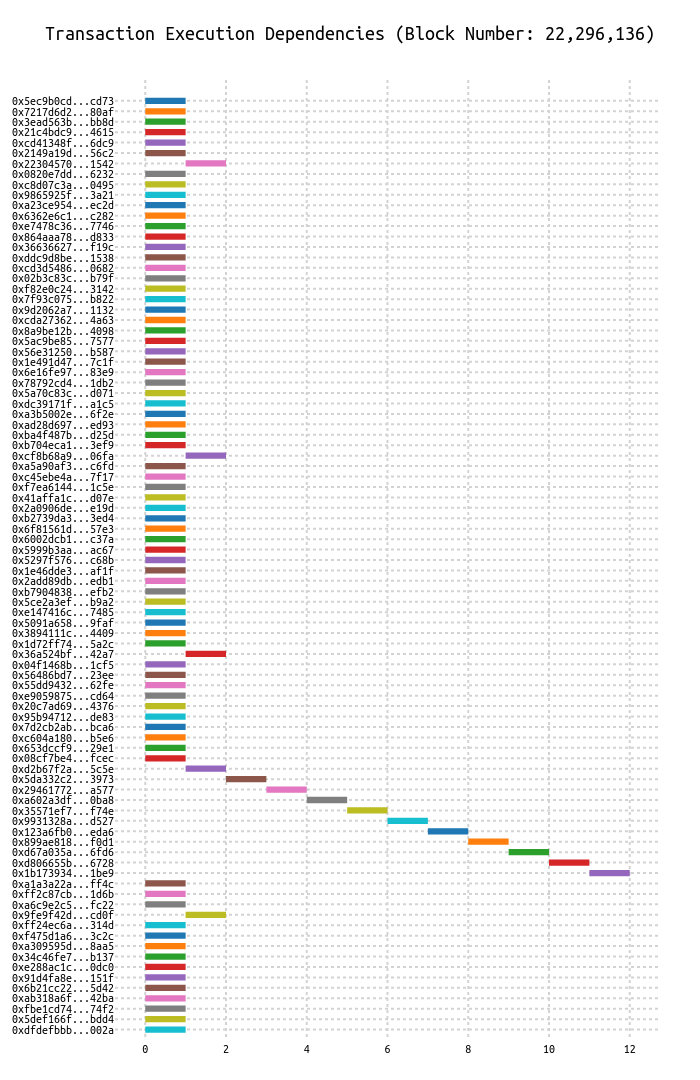 Transaction Execution Dependencies (Block Number: 22,296,136)
0x5ec9b0cd...cd73
0x7217d6d2...80af
0x3ead563b...bb8d
0x21c4bdc9...4615
0xcd41348f...6dc9
0x2149a19d...56c2
0x22304570...1542
0x0820e7dd...6232
0xc8d07c3a...0495
0x9865925f...3a21
0xa23ce954...ec2d
0x6362e6c1...c282
0xe7478c36...7746
0x864aaa78...d833
0x36636627...f19c
0xddc9d8be...1538
0xcd3d5486...0682
0x02b3c83c...b79f
0xf82e0c24...3142
0x7f93c075...b822
0x9d2062a7...1132
0xcda27362...4a63
0x8a9be12b...4098
0x5ac9be85...7577
0x56e31250...b587
0x1e491d47...7c1f
0x6e16fe97...83e9
0x78792cd4...1db2
0x5a70c83c...d071
0xdc39171f...a1c5
0xa3b5002e...6f2e
0xad28d697...ed93
0xba4f487b...d25d
0xb704eca1...3ef9
0xcf8b68a9...06fa
0xa5a90af3...c6fd
0xc45ebe4a...7f17
0xf7ea6144...1c5e
0x41affa1c...d07e
0x2a0906de...e19d
0xb2739da3...3ed4
0x6f81561d...57e3
0x6002dcb1...c37a
0x5999b3aa...ac67
0x5297f576...c68b
0x1e46dde3...af1f
0x2add89db...edb1
0xb7904838...efb2
0x5ce2a3ef...b9a2
0xe147416c...7485
0x5091a658...9faf
0x3894111c...4409
0x1d72ff74...5a2c
0x36a524bf...42a7
0x04f1468b...1cf5
0x56486bd7...23ee
0x55dd9432...62fe
0xe9059875...cd64
0x20c7ad69...4376
0x95b94712...de83
0x7d2cb2ab...bca6
0xc604a180...b5e6
0x653dccf9...29e1
0x08cf7be4...fcec
0xd2b67f2a...5c5e
0x5da332c2...3973
0x29461772...a577
0xa602a3df...0ba8
0x35571ef7...f74e
0x9931328a...d527
0x123a6fb0...eda6
0x899ae818...f0d1
0xd67a035a...6fd6
0xd806655b...6728
0x1b173934...1be9
0xa1a3a22a...ff4c
0xff2c87cb...1d6b
0xa6c9e2c5...fc22
0x9fe9f42d...cd0f
0xff24ec6a...314d
0xf475d1a6...3c2c
0xa309595d...8aa5
0x34c46fe7...b137
0xe288ac1c...0dc0
0x91d4fa8e...151f
0x6b21cc22...5d42
0xab318a6f...42ba
0xfbe1cd74...74f2
0x5def166f...bdd4
0xdfdefbbb...002a
0 2 4 6 8 10 12